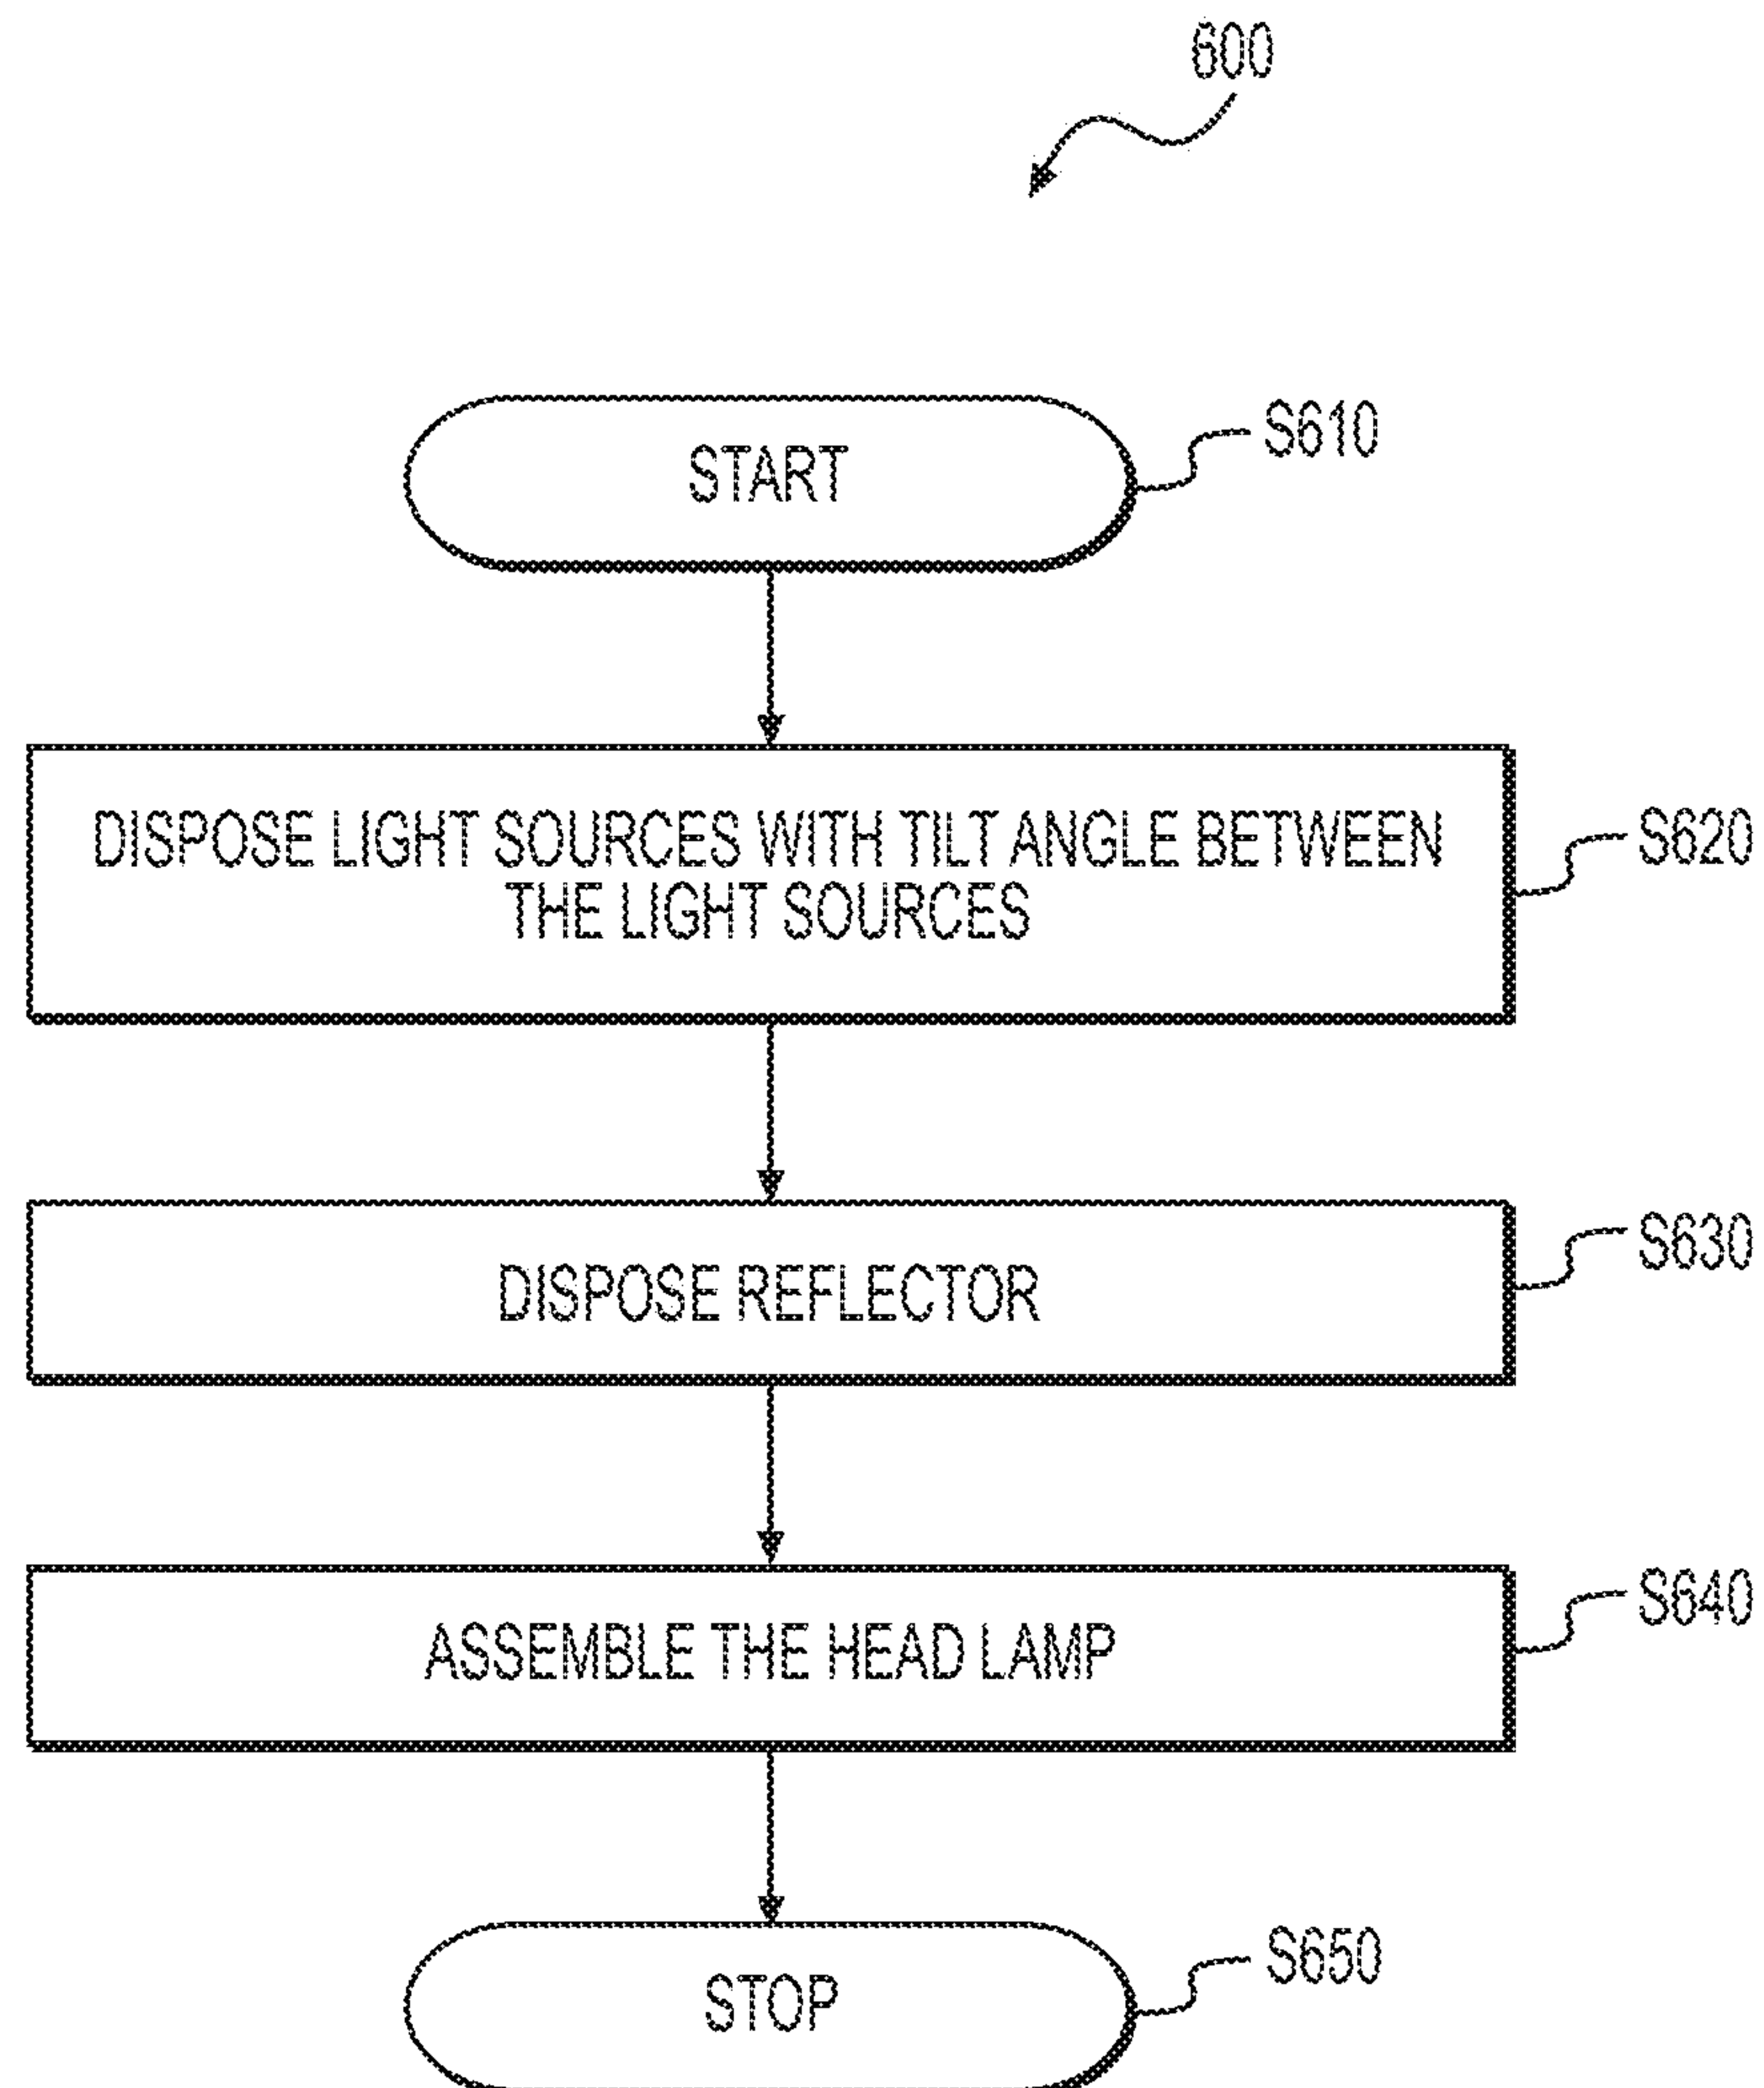 600
START
S610
DISPOSE LIGHT SOURCES WITH TILT ANGLE BETWEEN
THE LIGHT SOURCES
S620
DISPOSE REFLECTOR
S630
ASSEMBLE THE HEAD LAMP
S640
STOP
S650